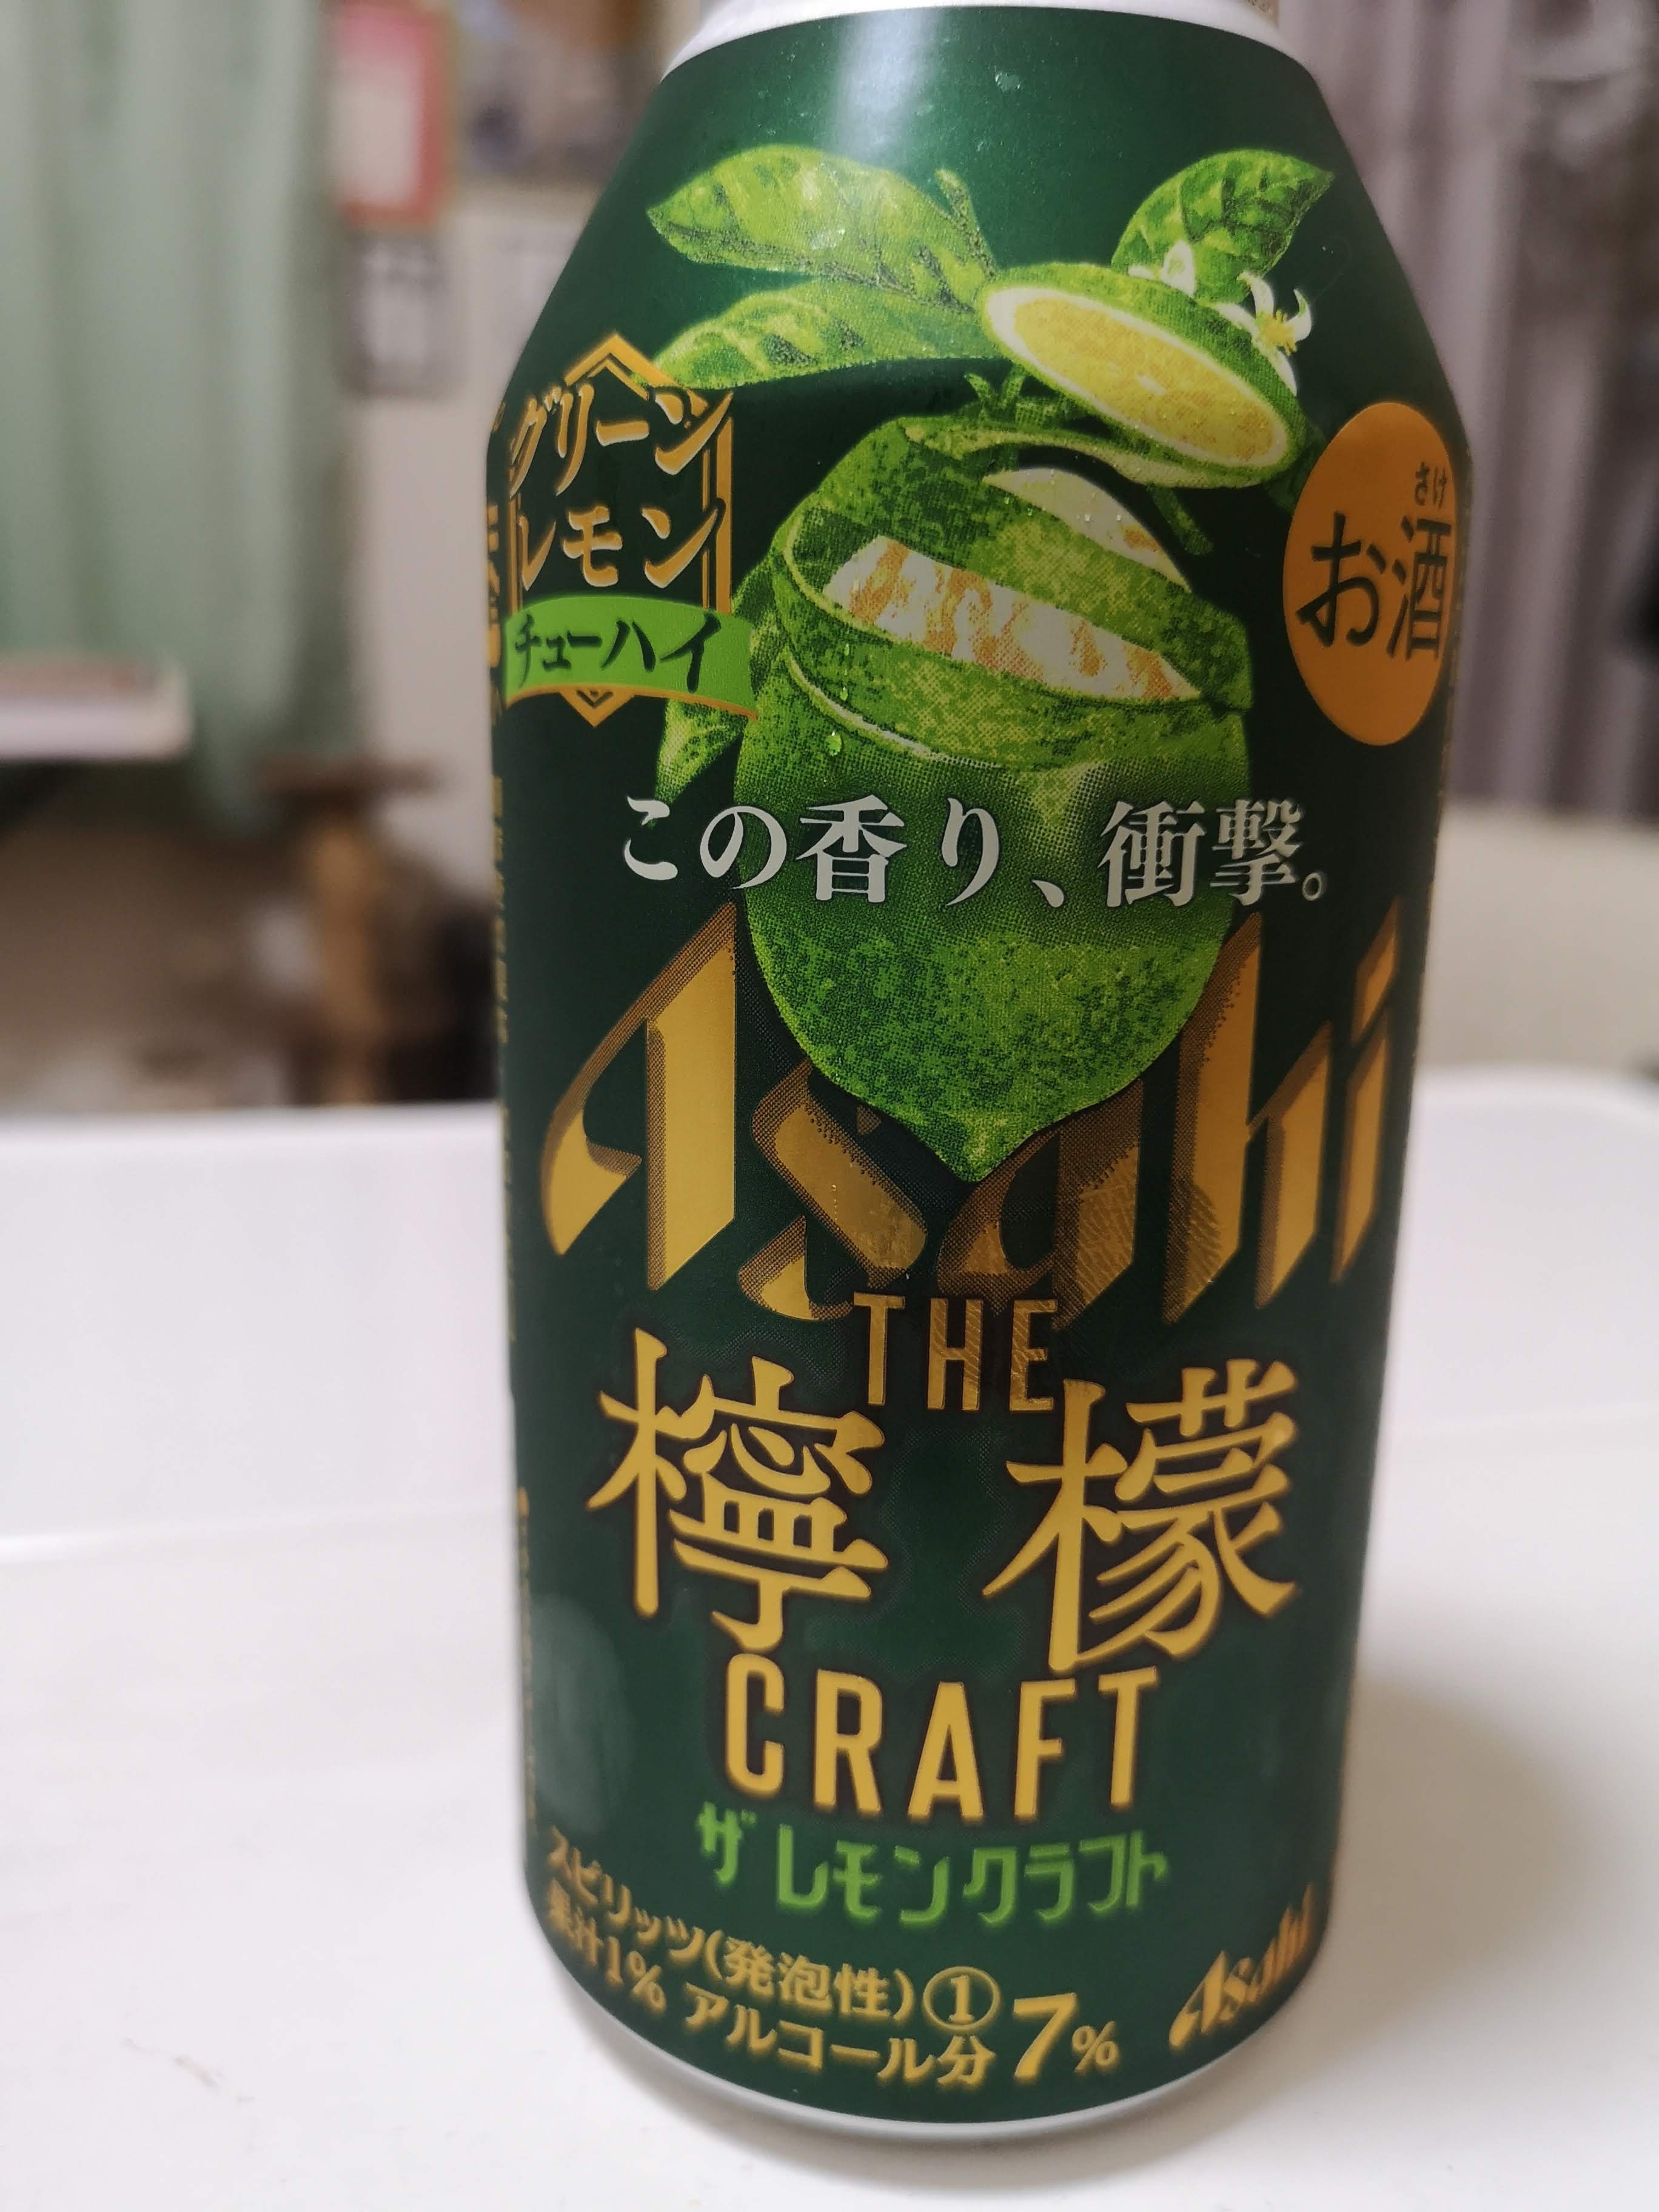 グリーン
レモン
チューハイ
さけ
お酒
この香り、衝撃。
Asahi
THE
檸檬
CRAFT
ザ レモンクラフト
スピリッツ(発泡性)①
果汁1% アルコール分7%
Asahi